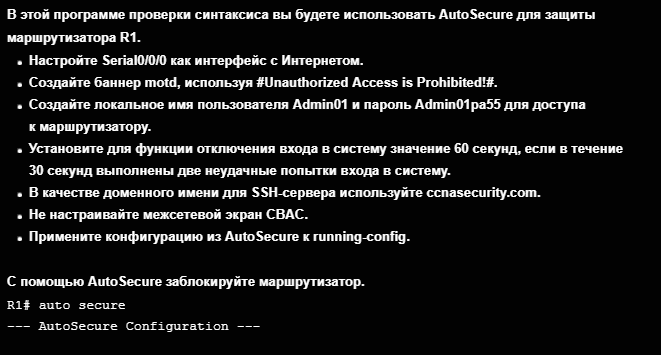 В этой программе проверки синтаксиса вы будете использовать AutoSecure для защиты
маршрутизатора R1.
• Настройте Serial0/0/0 как интерфейс с Интернетом.
• Создайте баннер motd, используя #Unauthorized Access is Prohibited!#.
• Создайте локальное имя пользователя Admin01 и пароль Admin01pa55 для доступа
к маршрутизатору.
• Установите для функции отключения входа в систему значение 60 секунд, если в течение
30 секунд выполнены две неудачные попытки входа в систему.
• В качестве доменного имени для SSH-сервера используйте ccnasecurity.com.
• Не настраивайте межсетевой экран CBAC.
• Примените конфигурацию из AutoSecure к running-config.
С помощью AutoSecure заблокируйте маршрутизатор.
R1# auto secure
--- AutoSecure Configuration ---